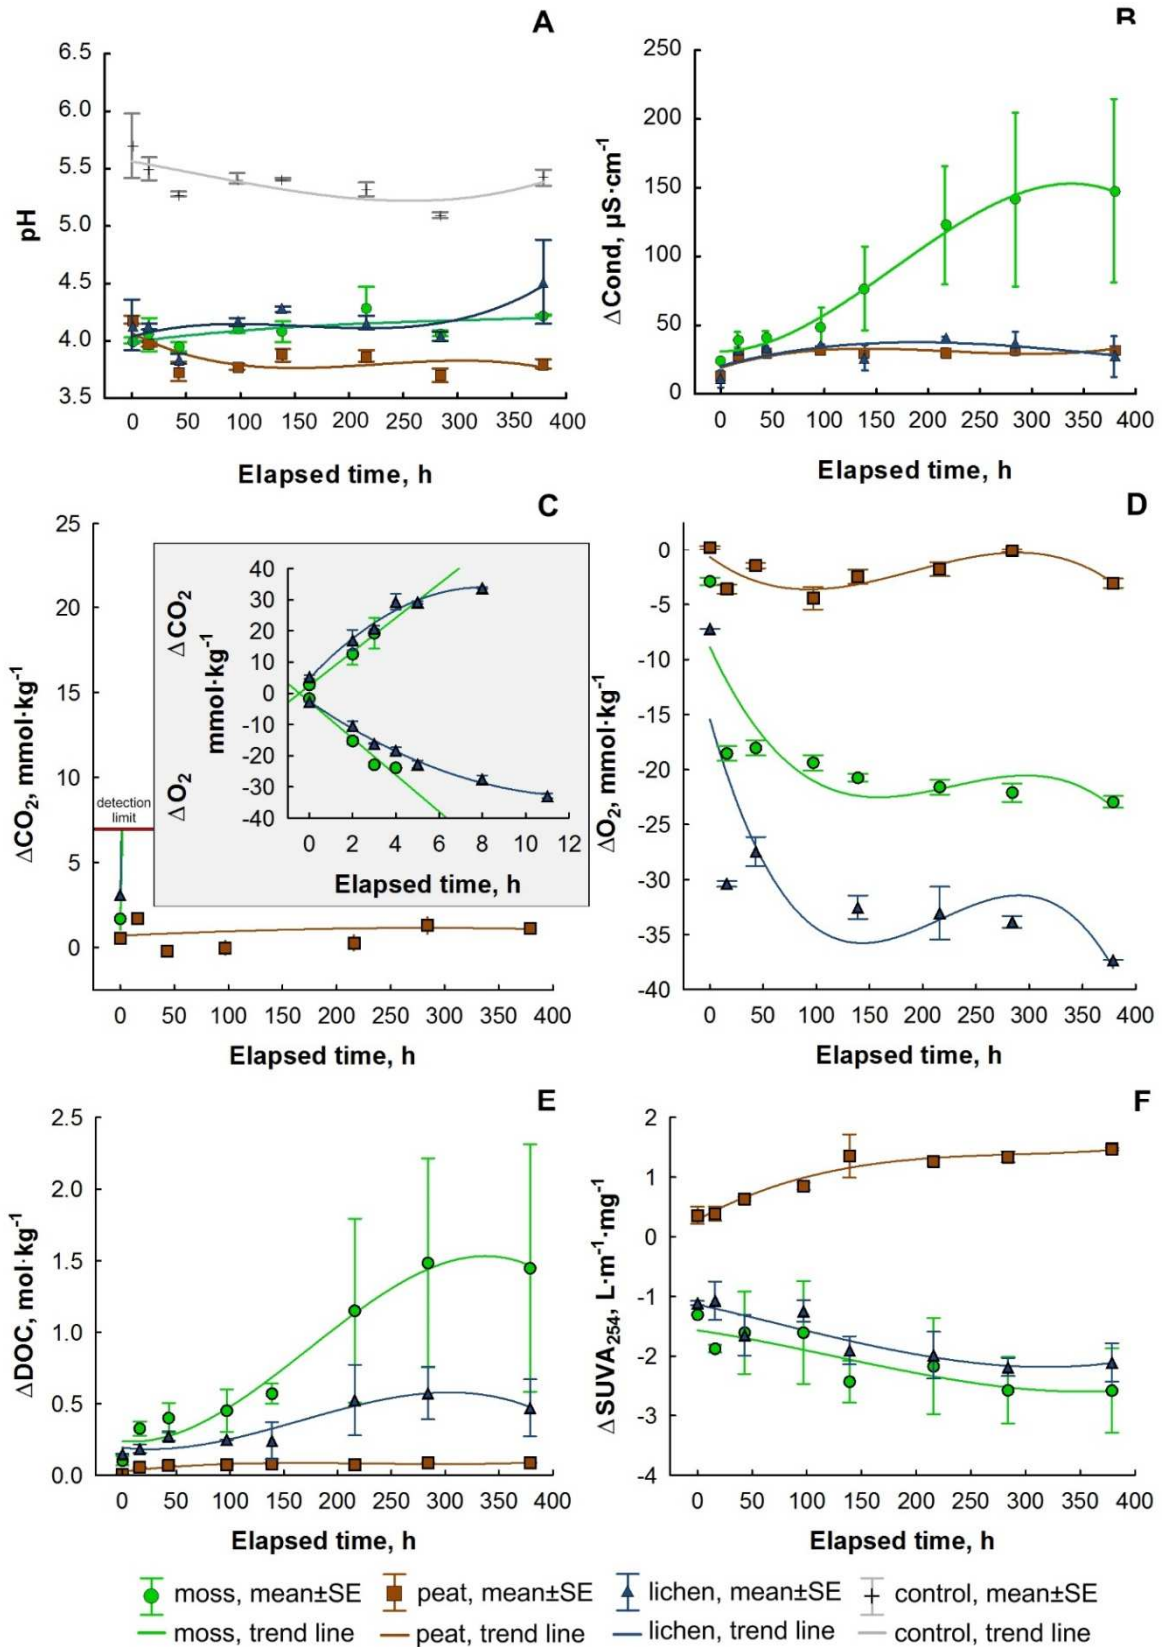 A
6.5
6.0
5.5
5.0
4.5
4.0
3.5
pH
0 50 100 150 200 250 300 350 400
Elapsed time, h
B
250
200
150
100
50
0
ΔCond, µS·cm⁻¹
0 50 100 150 200 250 300 350 400
Elapsed time, h
C
25
20
15
10
5
0
ΔCO₂, mmol·kg⁻¹
detection
limit
0 50 100 150 200 250 300 350 400
Elapsed time, h
40
30
20
10
0
-10
-20
-30
-40
ΔCO₂
mmol·kg⁻¹
ΔO₂
0 2 4 6 8 10 12
Elapsed time, h
D
0
-5
-10
-15
-20
-25
-30
-35
-40
ΔO₂, mmol·kg⁻¹
0 50 100 150 200 250 300 350 400
Elapsed time, h
E
2.5
2.0
1.5
1.0
0.5
0.0
ΔDOC, mol·kg⁻¹
0 50 100 150 200 250 300 350 400
Elapsed time, h
F
2
1
0
-1
-2
-3
-4
ΔSUVA₂₅₄, L·m⁻¹·mg⁻¹
0 50 100 150 200 250 300 350 400
Elapsed time, h
moss, mean±SE peat, mean±SE lichen, mean±SE control, mean±SE
moss, trend line peat, trend line lichen, trend line control, trend line